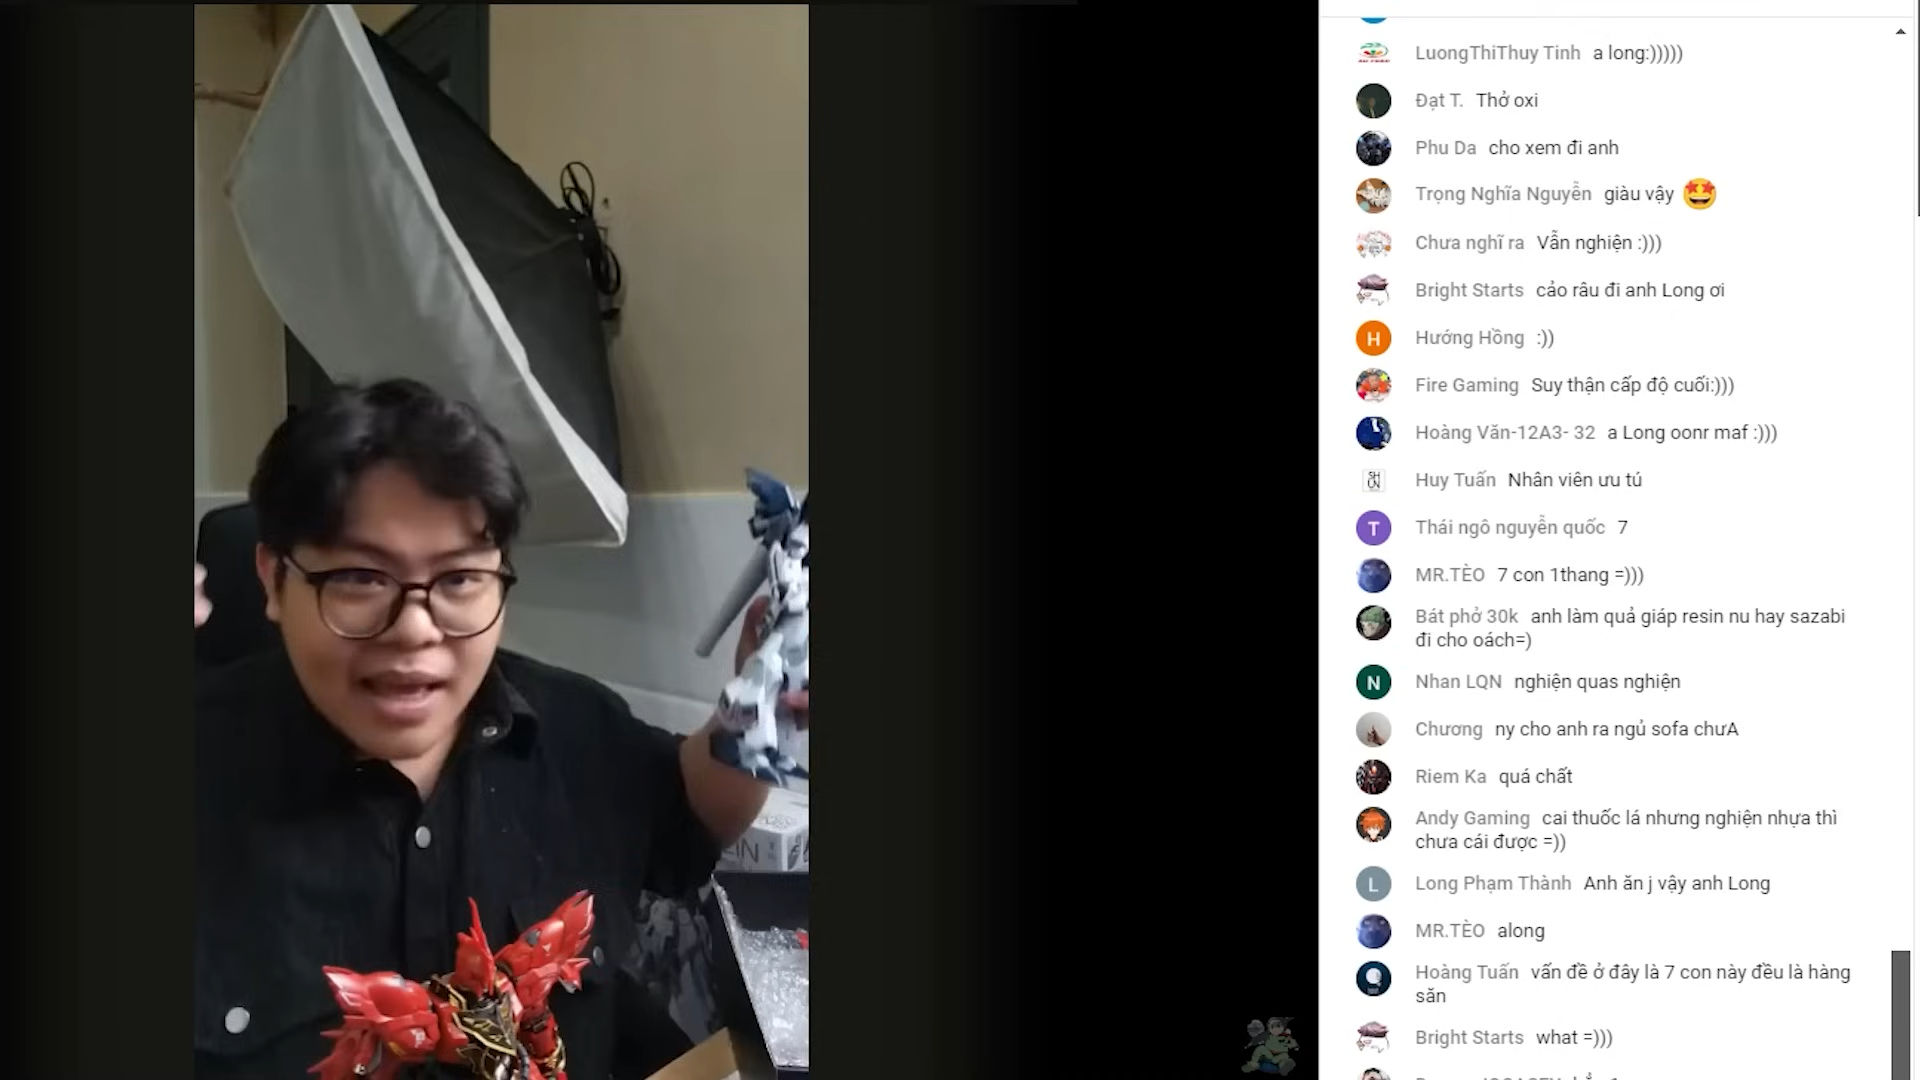 LuongThiThuy Tinh a long:)))))
Đạt T. Thở oxi
Phu Da cho xem đi anh
Trọng Nghĩa Nguyễn giàu vậy 🤩
Chưa nghĩ ra Vẫn nghiện :)))
Bright Starts cảo râu đi anh Long ơi
H Hướng Hồng :))
Fire Gaming Suy thận cấp độ cuối:)))
Hoàng Văn-12A3- 32 a Long oonr maf :)))
Huy Tuấn Nhân viên ưu tú
T Thái ngô nguyễn quốc 7
MR.TÈO 7 con 1thang =)))
Bát phở 30k anh làm quả giáp resin nu hay sazabi
đi cho oách=)
N Nhan LQN nghiện quas nghiện
Chương ny cho anh ra ngủ sofa chưA
Riem Ka quá chất
Andy Gaming cai thuốc lá nhưng nghiện nhựa thì
chưa cái được =))
L Long Phạm Thành Anh ăn j vậy anh Long
MR.TÈO along
Hoàng Tuấn vấn đề ở đây là 7 con này đều là hàng
săn
Bright Starts what =)))